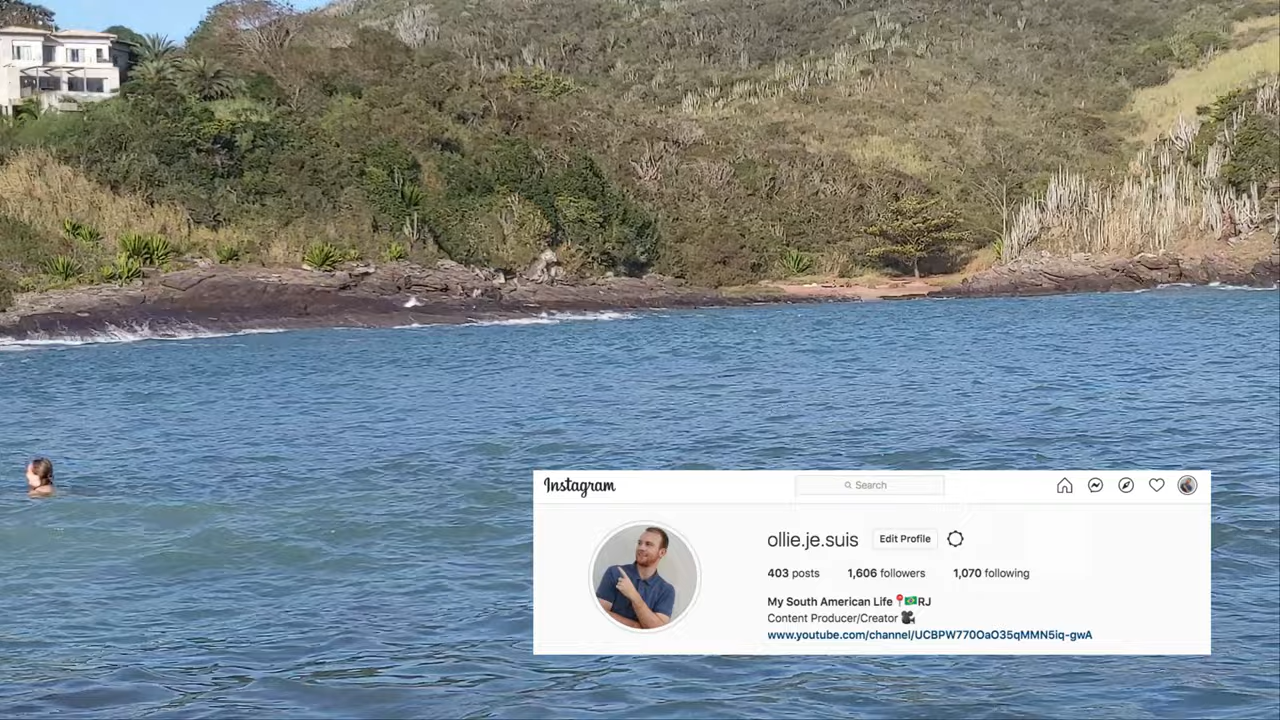 Instagram
Search
ollie.je.suis Edit Profile
403 posts 1,606 followers 1,070 following
My South American Life📍🇧🇷RJ
Content Producer/Creator 🎥
www.youtube.com/channel/UCBPW770OaO35qMMN5iq-gwA